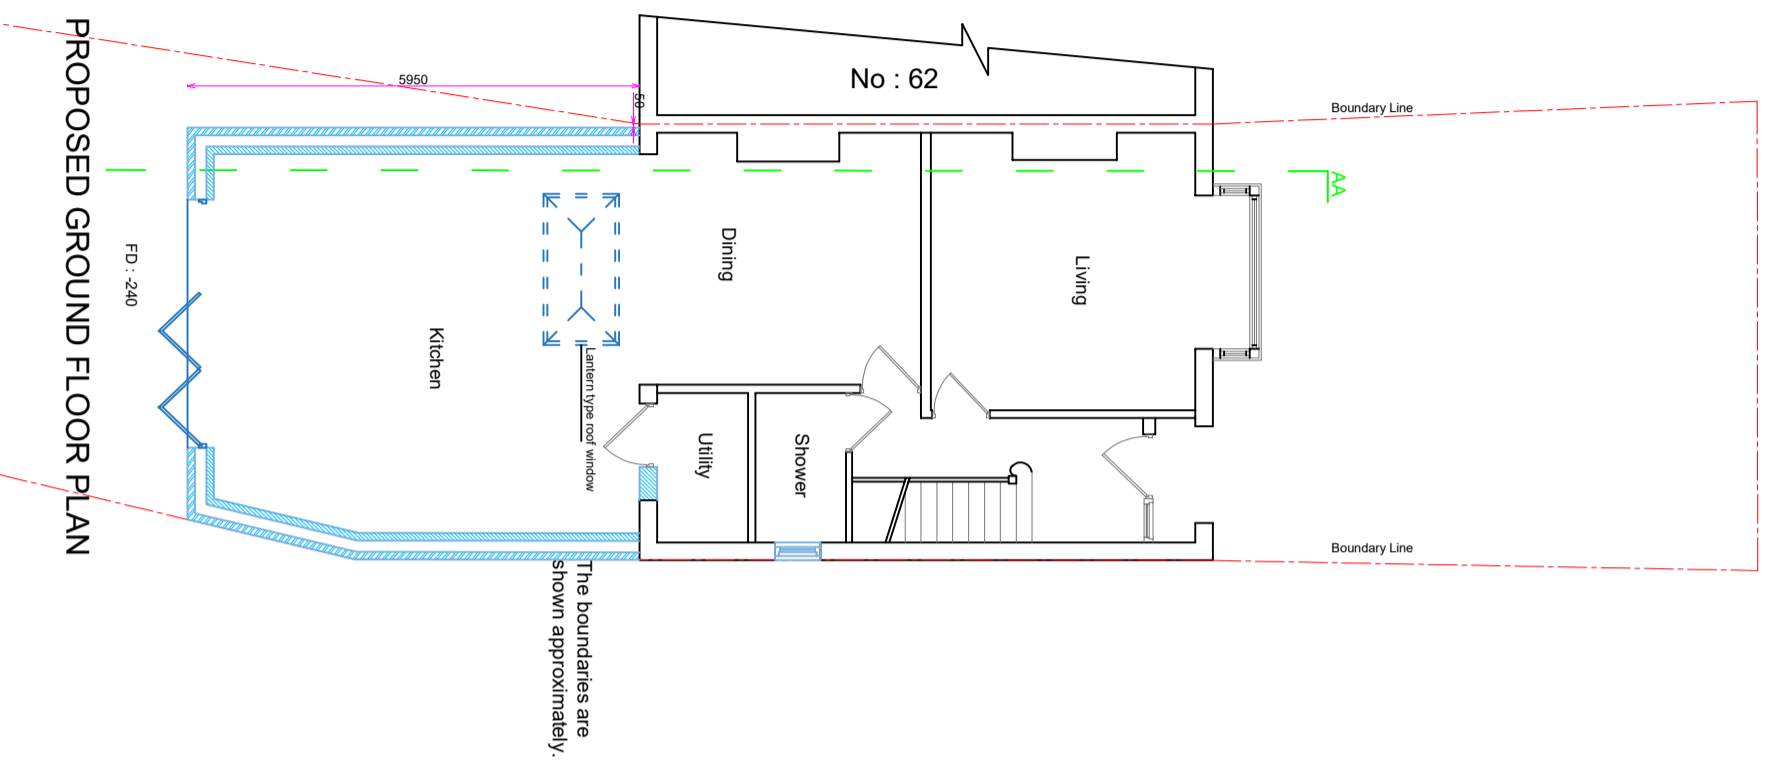 PROPOSED GROUND FLOOR PLAN
5950
50
No : 62
Boundary Line
AA
FD : -240
Kitchen
Dining
Living
Lantern type roof window
Utility
Shower
Boundary Line
The boundaries are
shown approximately.